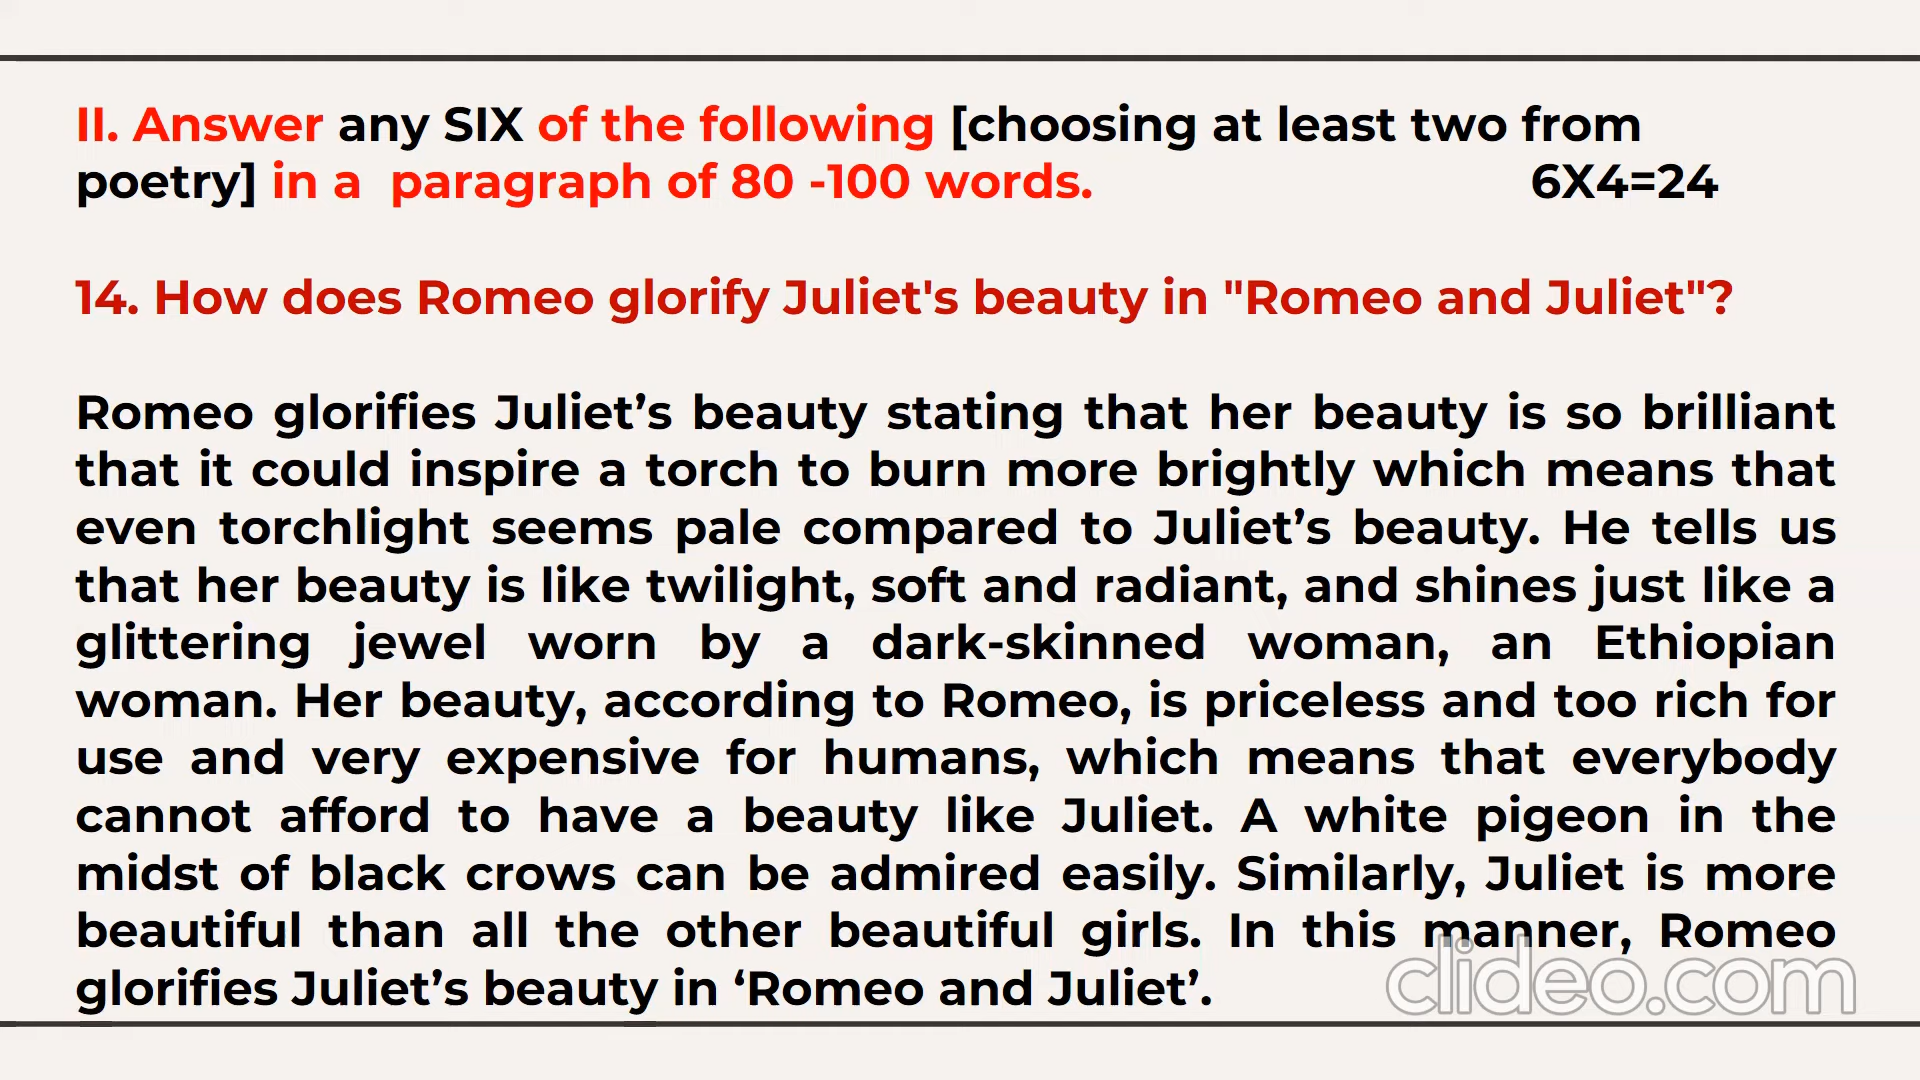 II. Answer any SIX of the following [choosing at least two from
poetry] in a  paragraph of 80 -100 words. 6X4=24
14. How does Romeo glorify Juliet's beauty in "Romeo and Juliet"?
Romeo glorifies Juliet’s beauty stating that her beauty is so brilliant
that it could inspire a torch to burn more brightly which means that
even torchlight seems pale compared to Juliet’s beauty. He tells us
that her beauty is like twilight, soft and radiant, and shines just like a
glittering jewel worn by a dark-skinned woman, an Ethiopian
woman. Her beauty, according to Romeo, is priceless and too rich for
use and very expensive for humans, which means that everybody
cannot afford to have a beauty like Juliet. A white pigeon in the
midst of black crows can be admired easily. Similarly, Juliet is more
beautiful than all the other beautiful girls. In this manner, Romeo
glorifies Juliet’s beauty in ‘Romeo and Juliet’.
clideo.com